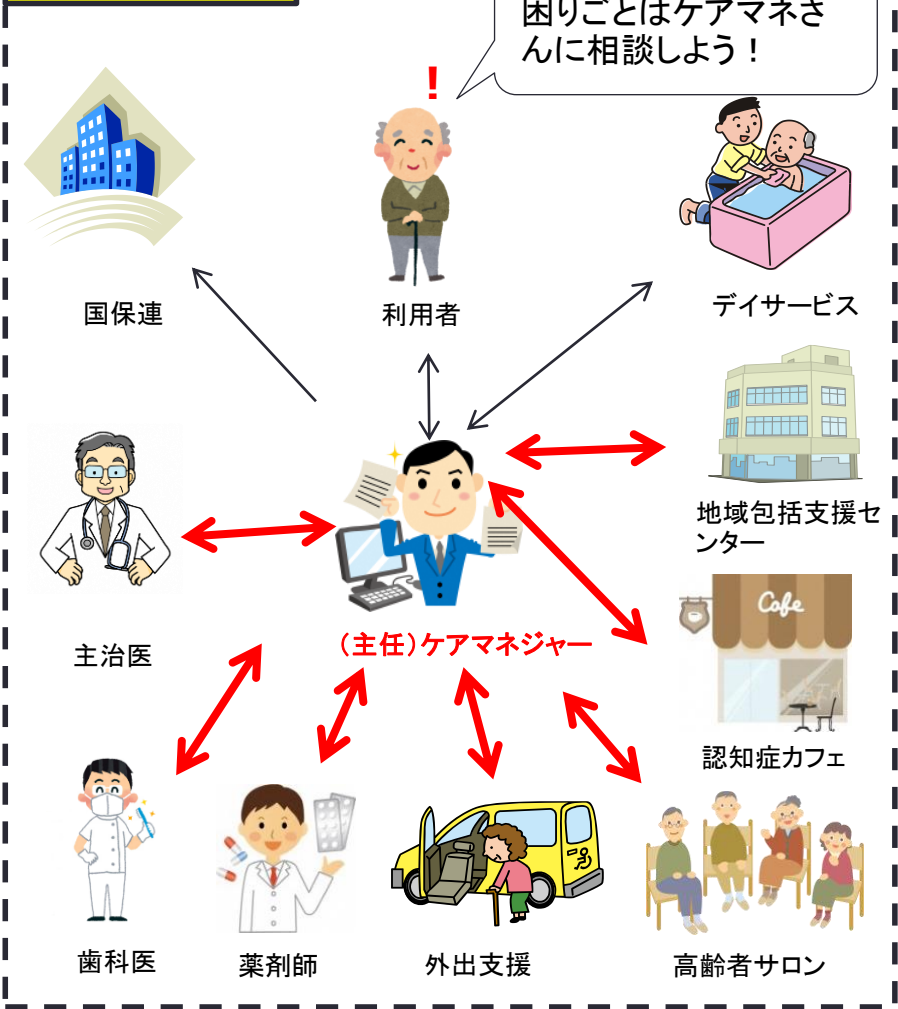 困りごとはケアマネさ
んに相談しよう！
！
国保連
利用者
デイサービス
地域包括支援セ
ンター
主治医
（主任）ケアマネジャー
Cafe
認知症カフェ
歯科医
薬剤師
外出支援
高齢者サロン